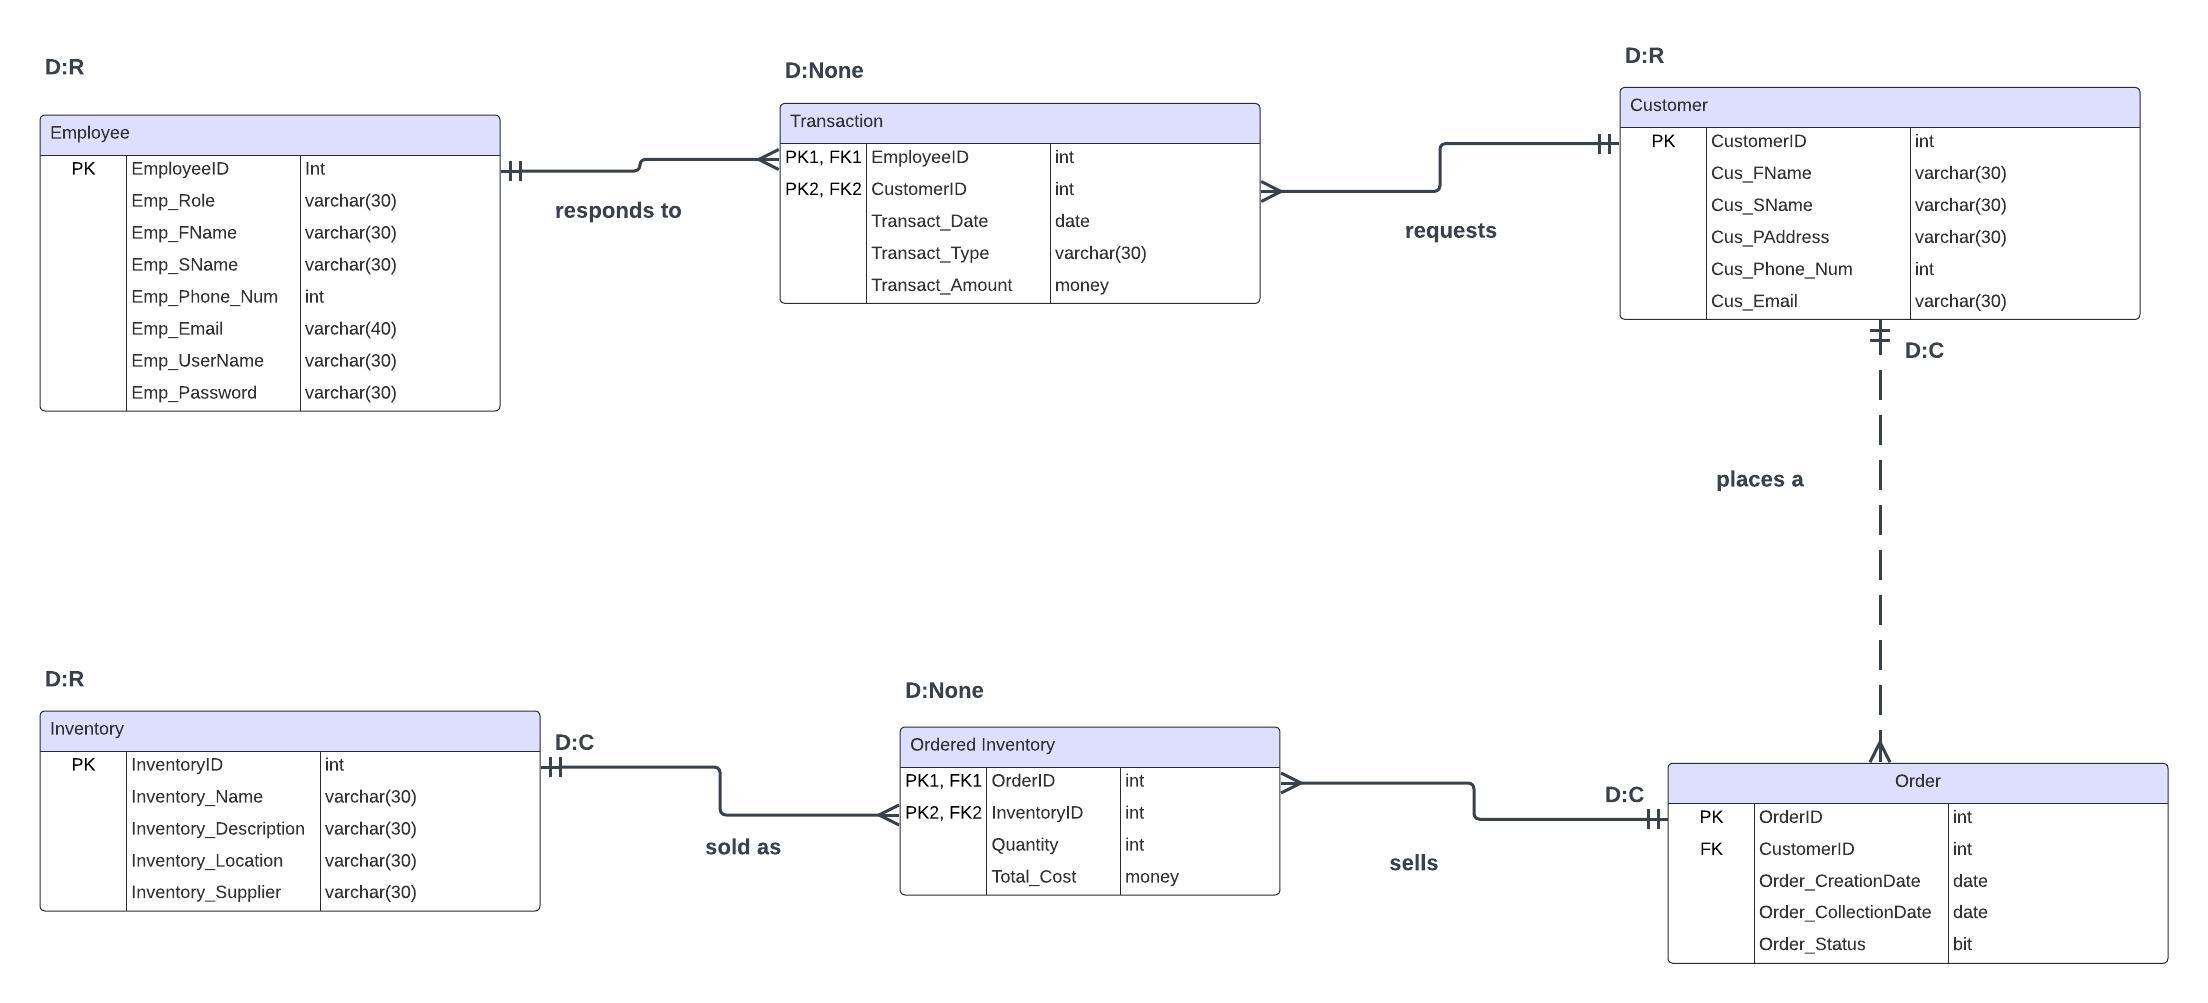 D:R
Employee
PK EmployeeID Int
Emp_Role varchar(30)
Emp_FName varchar(30)
Emp_SName varchar(30)
Emp_Phone_Num int
Emp_Email varchar(40)
Emp_UserName varchar(30)
Emp_Password varchar(30)
responds to
D:None
Transaction
PK1, FK1 EmployeeID int
PK2, FK2 CustomerID int
Transact_Date date
Transact_Type varchar(30)
Transact_Amount money
requests
D:R
Customer
PK CustomerID int
Cus_FName varchar(30)
Cus_SName varchar(30)
Cus_PAddress varchar(30)
Cus_Phone_Num int
Cus_Email varchar(30)
D:C
places a
D:R
Inventory
PK InventoryID int
Inventory_Name varchar(30)
Inventory_Description varchar(30)
Inventory_Location varchar(30)
Inventory_Supplier varchar(30)
D:C
sold as
D:None
Ordered Inventory
PK1, FK1 OrderID int
PK2, FK2 InventoryID int
Quantity int
Total_Cost money
sells
D:C
Order
PK OrderID int
FK CustomerID int
Order_CreationDate date
Order_CollectionDate date
Order_Status bit